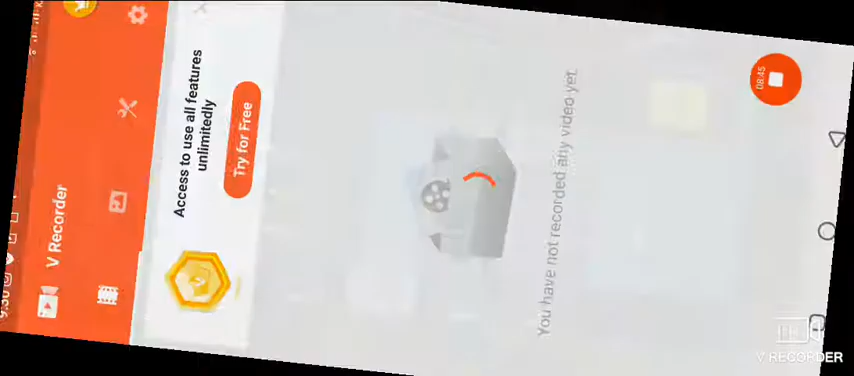 V Recorder
Access to use all features
unlimitedly
Try for Free
You have not recorded any video yet.
08:45
V RECORDER